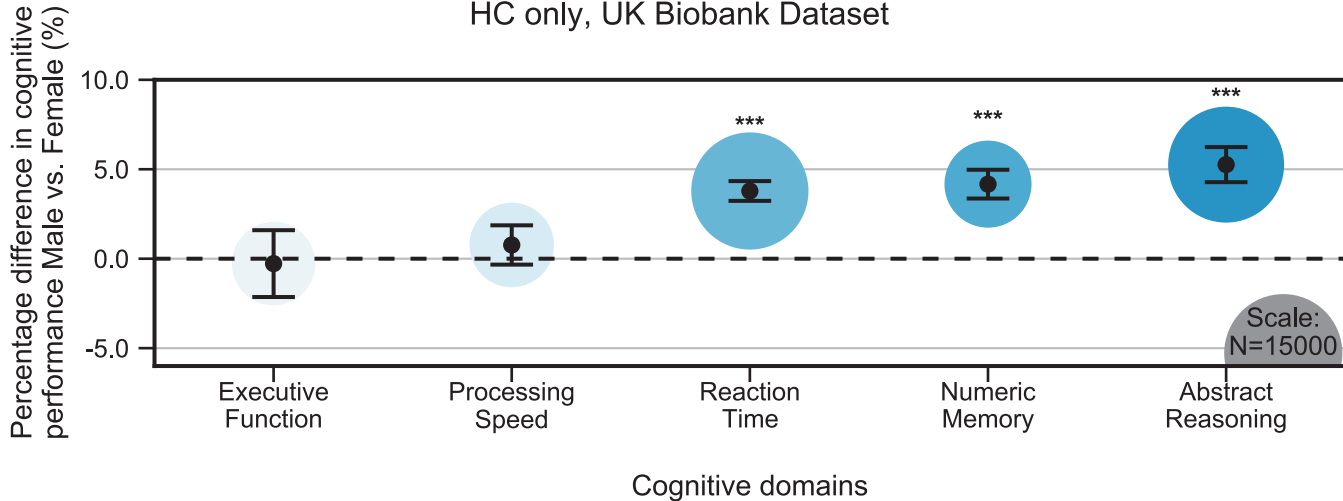 HC only, UK Biobank Dataset
Percentage difference in cognitive
performance Male vs. Female (%)
10.0
5.0
0.0
-5.0
***
***
***
Scale:
N=15000
Executive
Function
Processing
Speed
Reaction
Time
Numeric
Memory
Abstract
Reasoning
Cognitive domains